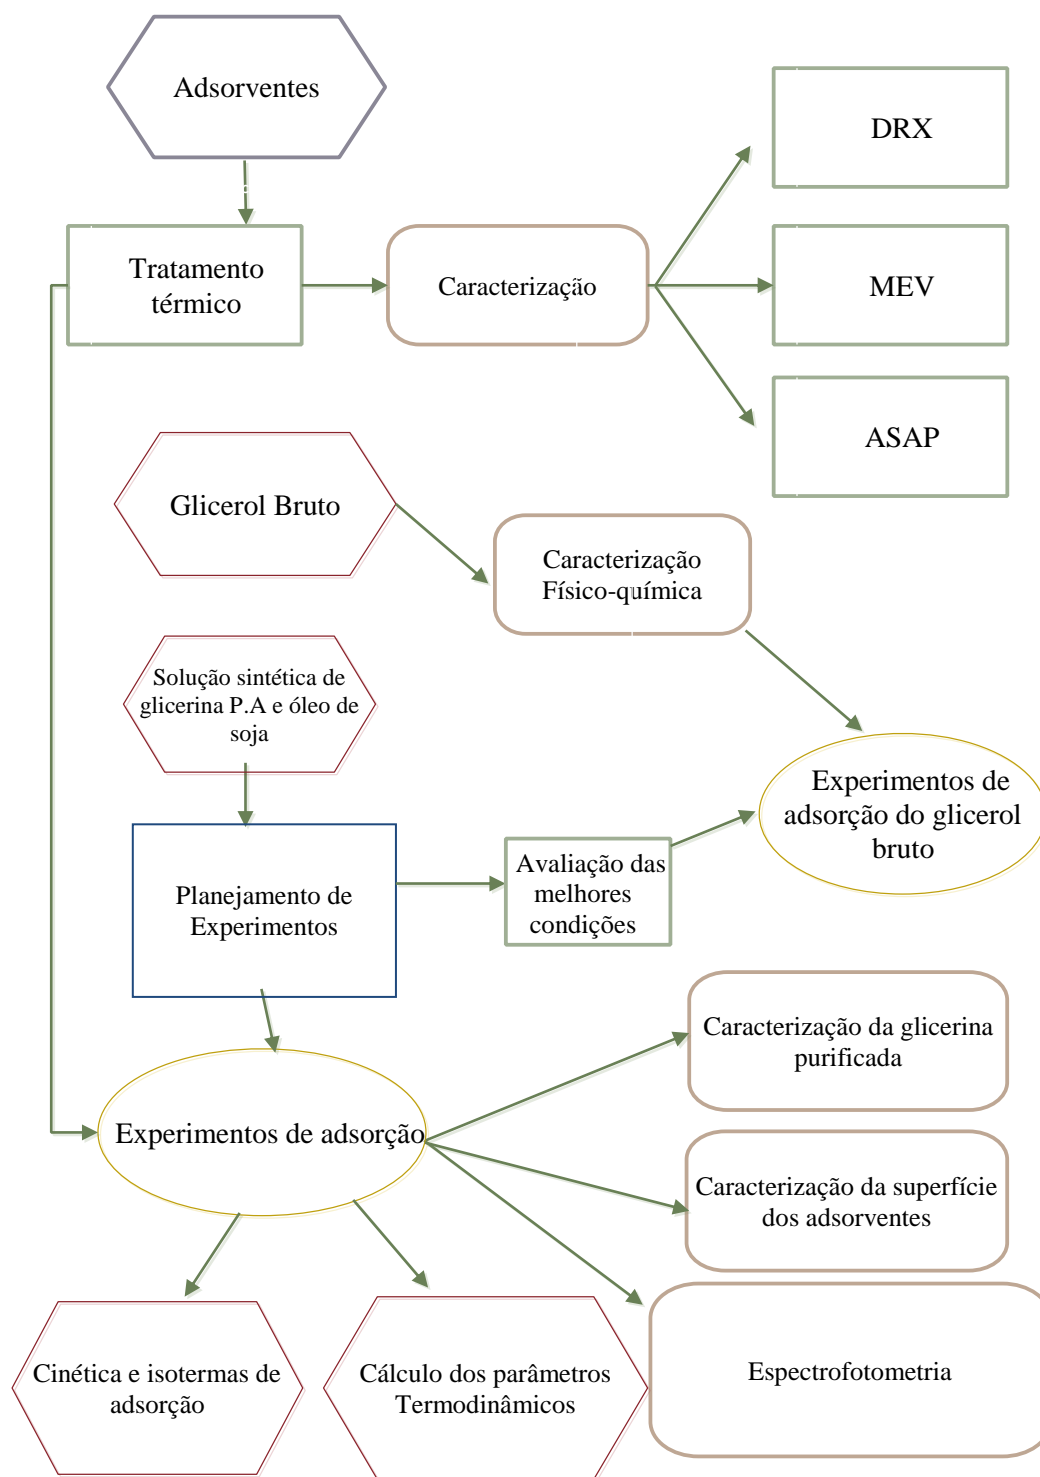 Adsorventes
DRX
Tratamento
térmico
Caracterização
MEV
ASAP
Glicerol Bruto
Caracterização
Físico-química
Solução sintética de
glicerina P.A e óleo de
soja
Experimentos de
adsorção do glicerol
bruto
Planejamento de
Experimentos
Avaliação das
melhores
condições
Caracterização da glicerina
purificada
Experimentos de adsorção
Caracterização da superfície
dos adsorventes
Cinética e isotermas de
adsorção
Cálculo dos parâmetros
Termodinâmicos
Espectrofotometria